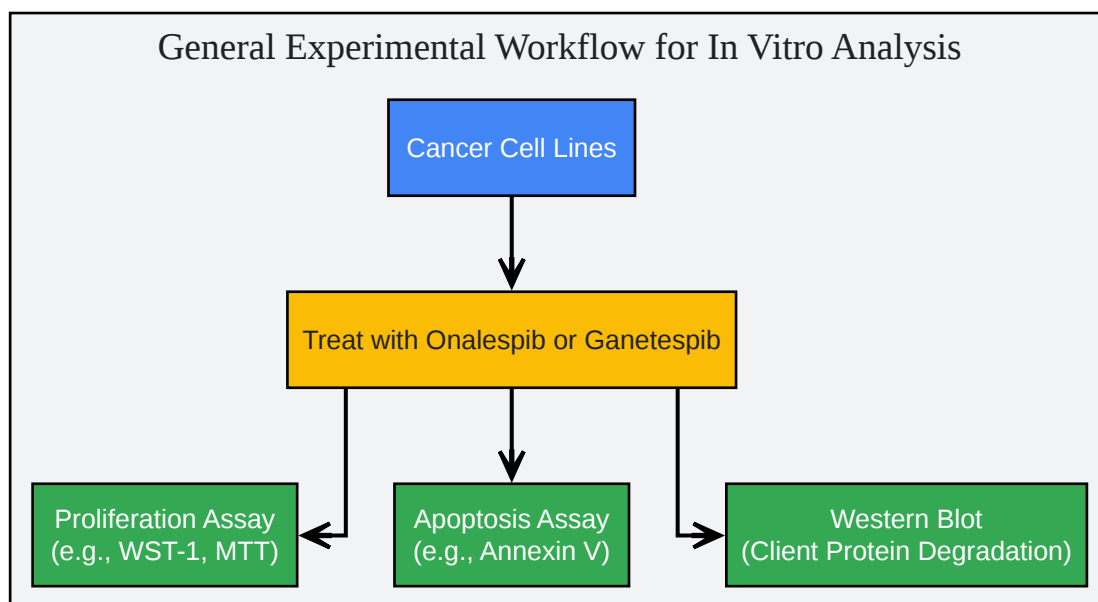 General Experimental Workflow for In Vitro Analysis
Cancer Cell Lines
Treat with Onalespib or Ganetespib
Proliferation Assay
(e.g., WST-1, MTT)
Apoptosis Assay
(e.g., Annexin V)
Western Blot
(Client Protein Degradation)